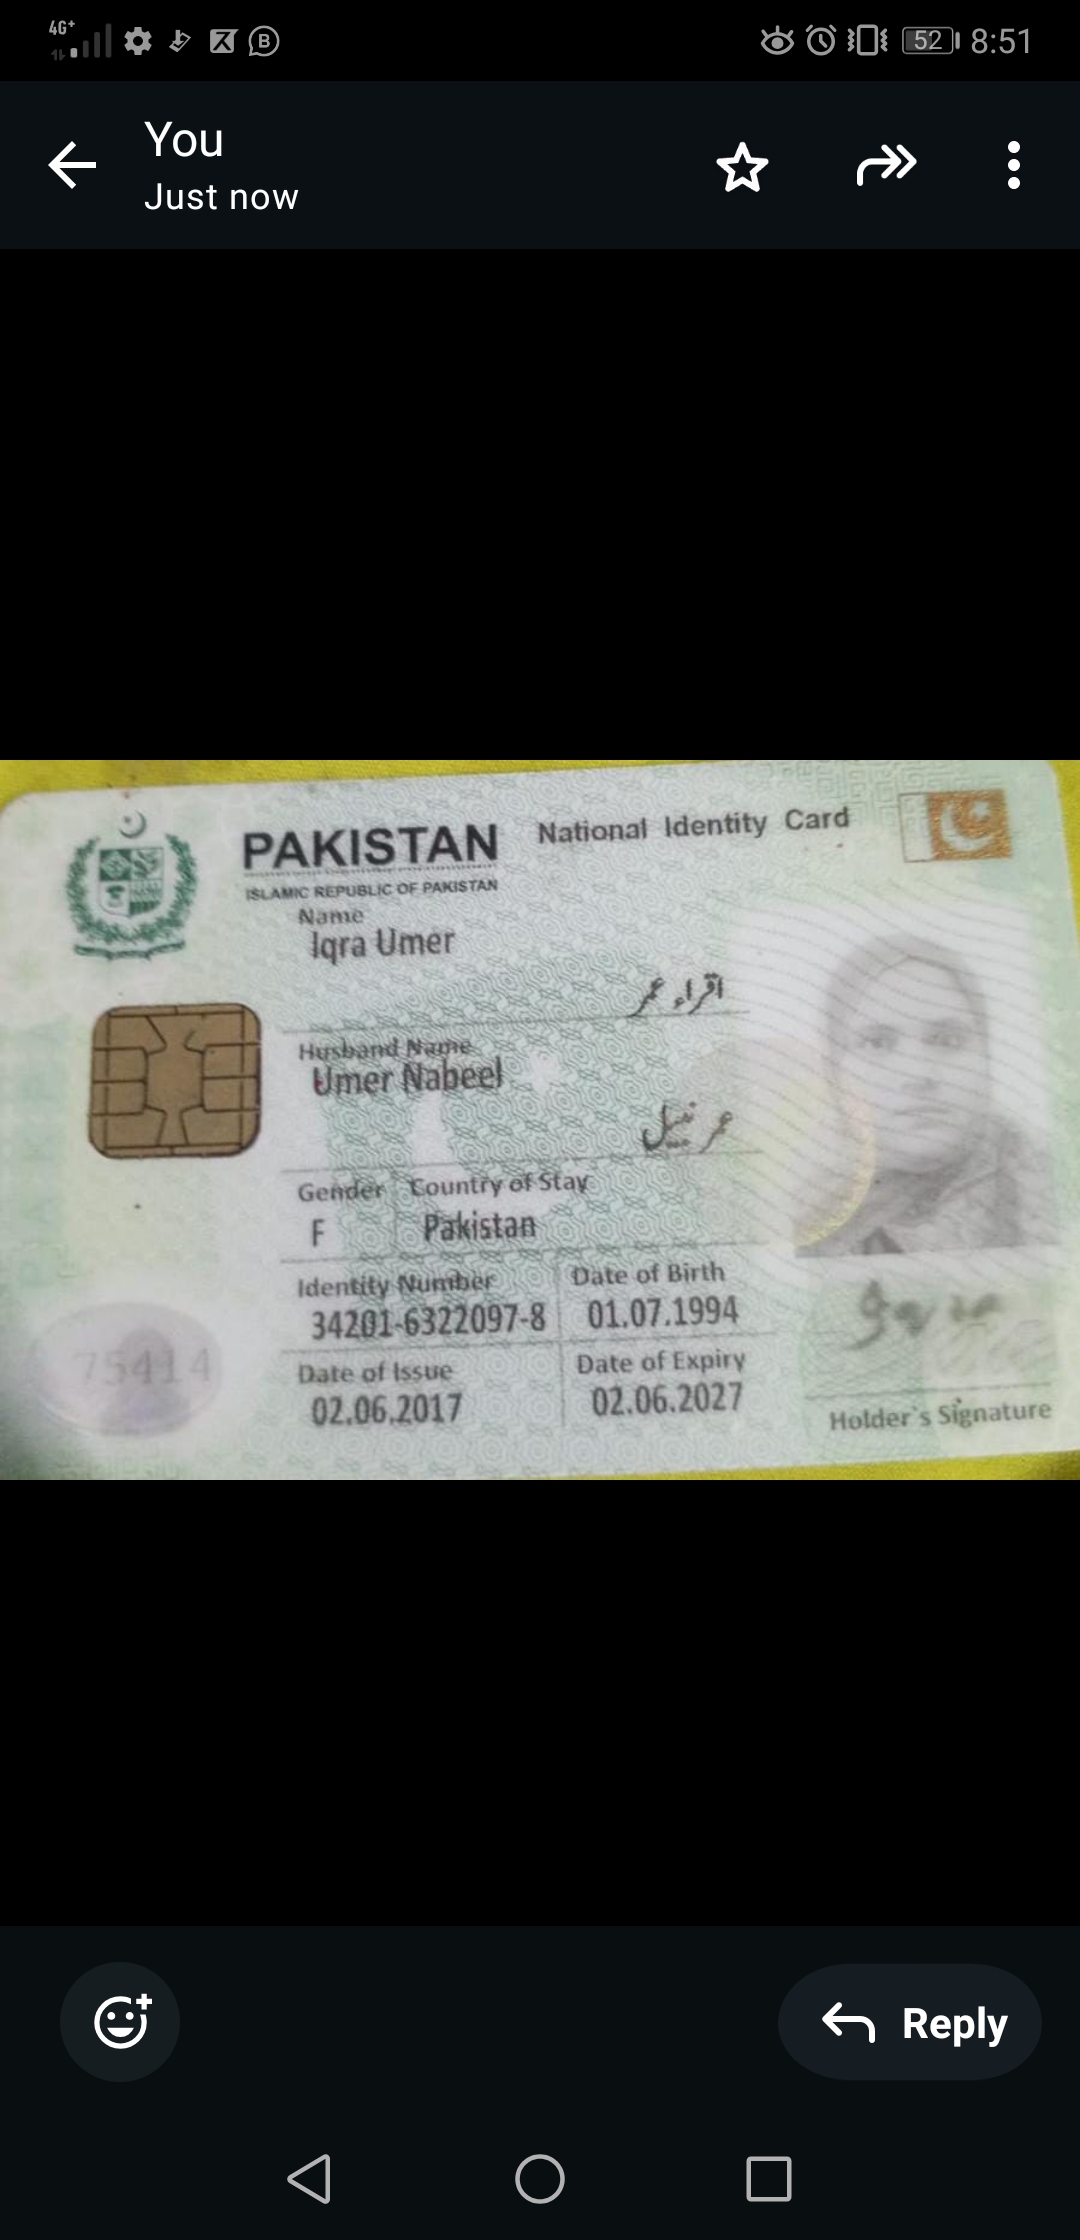 4G+
52 8:51
You
Just now
PAKISTAN National Identity Card
ISLAMIC REPUBLIC OF PAKISTAN
Name
Iqra Umer
اقراء عمر
Husband Name
Umer Nabeel
عمر نبیل
Gender Country of Stay
F Pakistan
Identity Number Date of Birth
34201-6322097-8 01.07.1994
75414
Date of Issue Date of Expiry
02.06.2017 02.06.2027
Holder's Signature
Reply